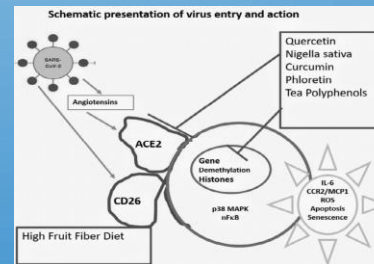 Schematic presentation of virus entry and action
Quercetin
Nigella sativa
Curcumin
Phloretin
Tea Polyphenols
SARS-
CoV-2
Angiotensins
ACE2
Gene
Demethylation
Histones
IL-6
CCR2/MCP1
ROS
Apoptosis
Senescence
CD26
p38 MAPK
nFκB
High Fruit Fiber Diet